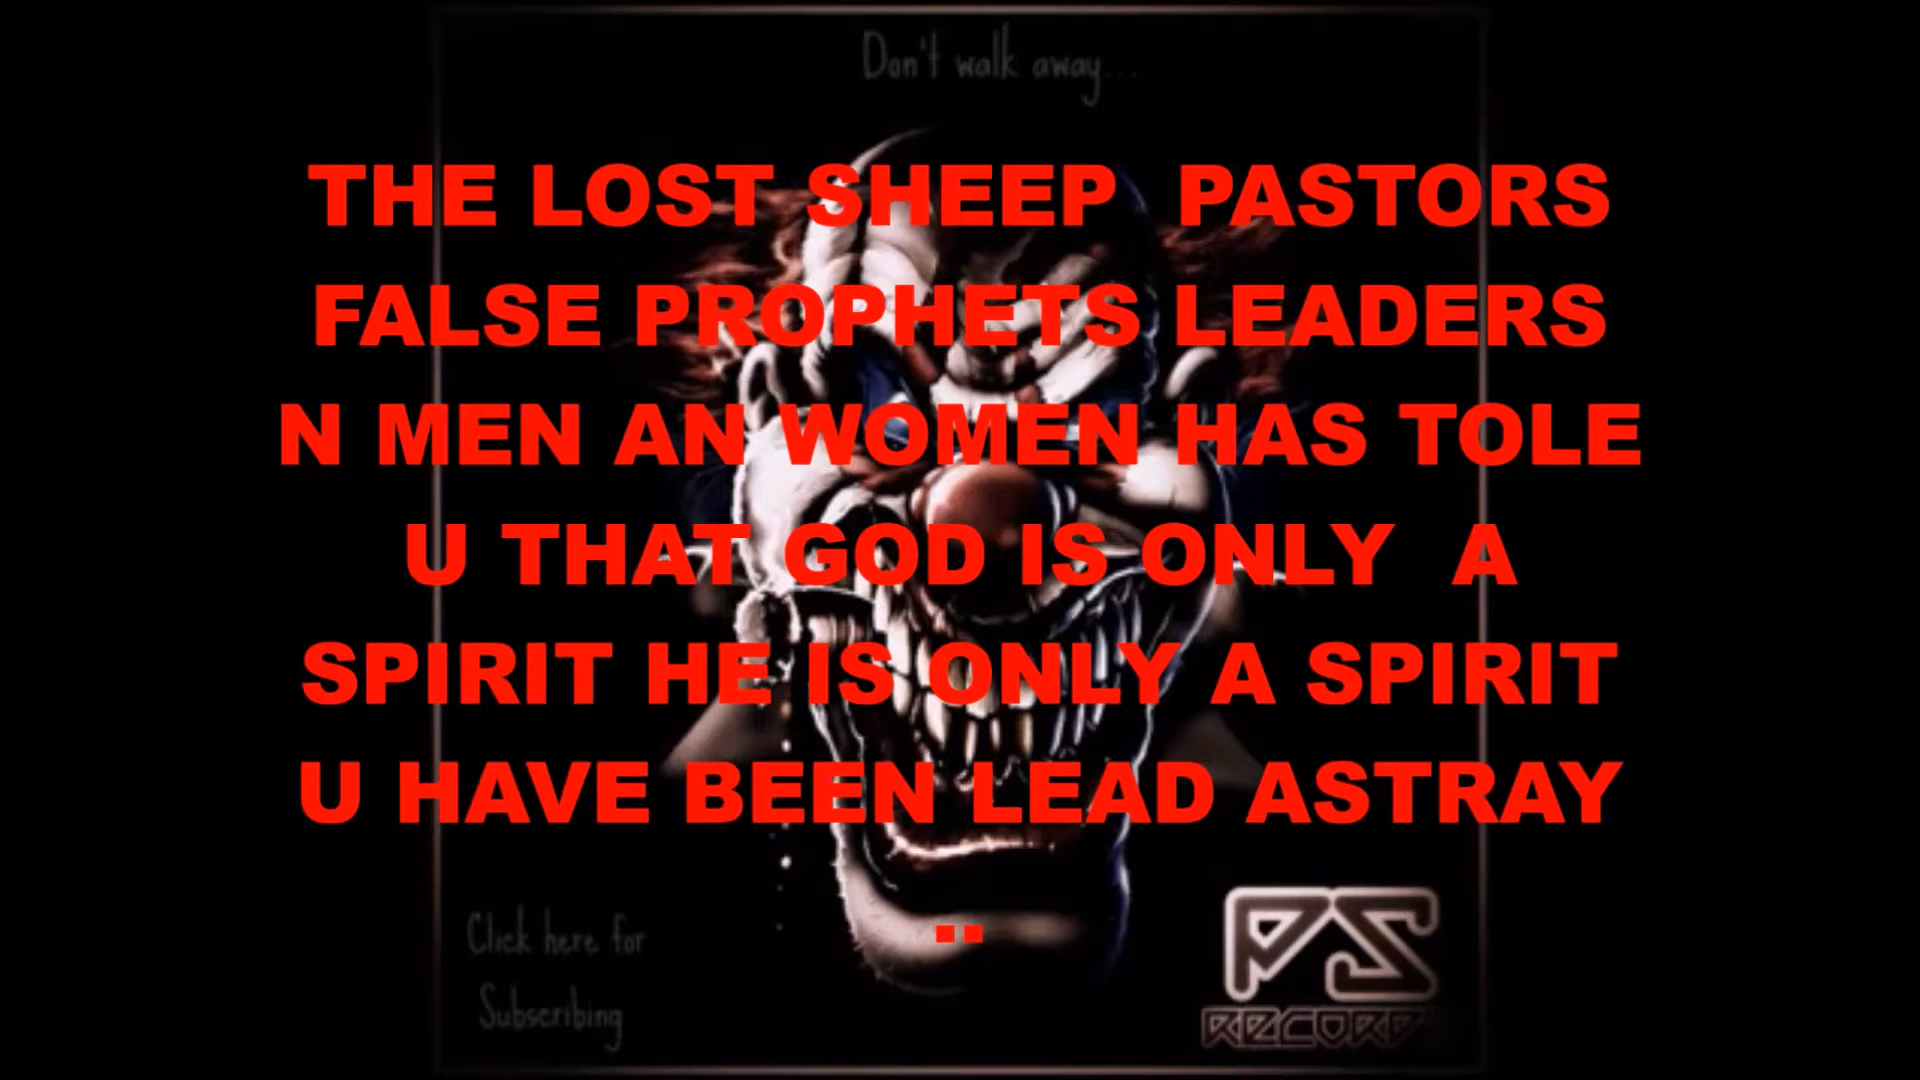 Don't walk away...
THE LOST SHEEP  PASTORS
FALSE PROPHETS LEADERS
N MEN AN WOMEN HAS TOLE
U THAT GOD IS ONLY  A
SPIRIT HE IS ONLY A SPIRIT
U HAVE BEEN LEAD ASTRAY
..
Click here for
Subscribing
PS
RECORDS